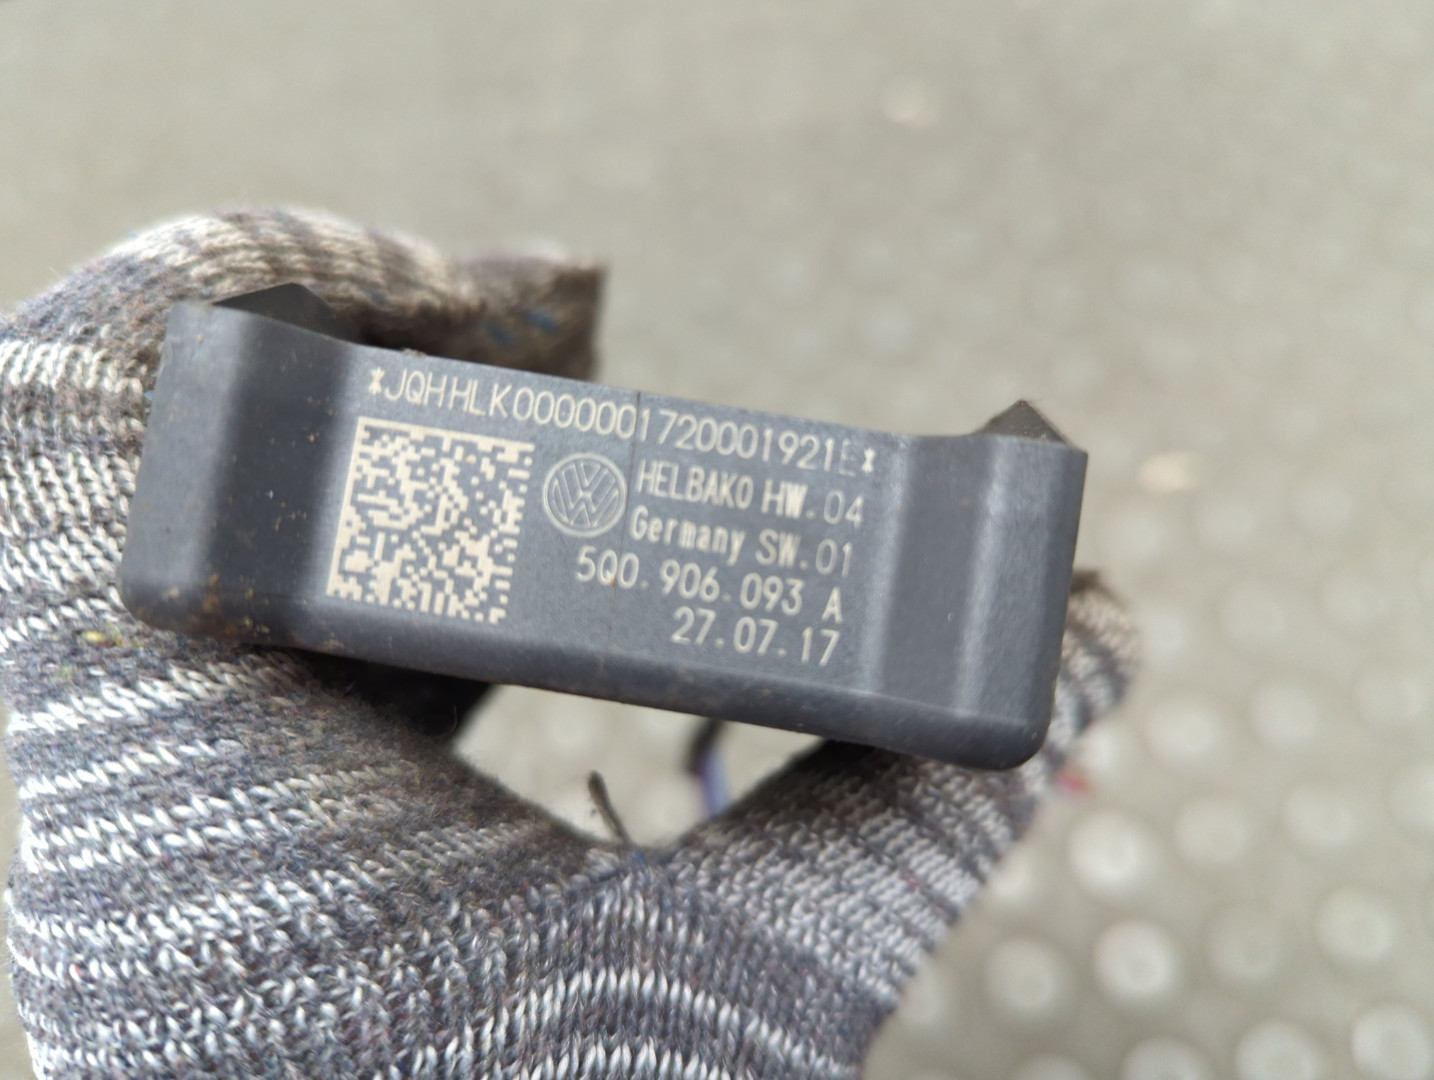 *JQHHLK0000001720001921E*
HELBAKO HW.04
Germany SW.01
5Q0.906.093 A
27.07.17